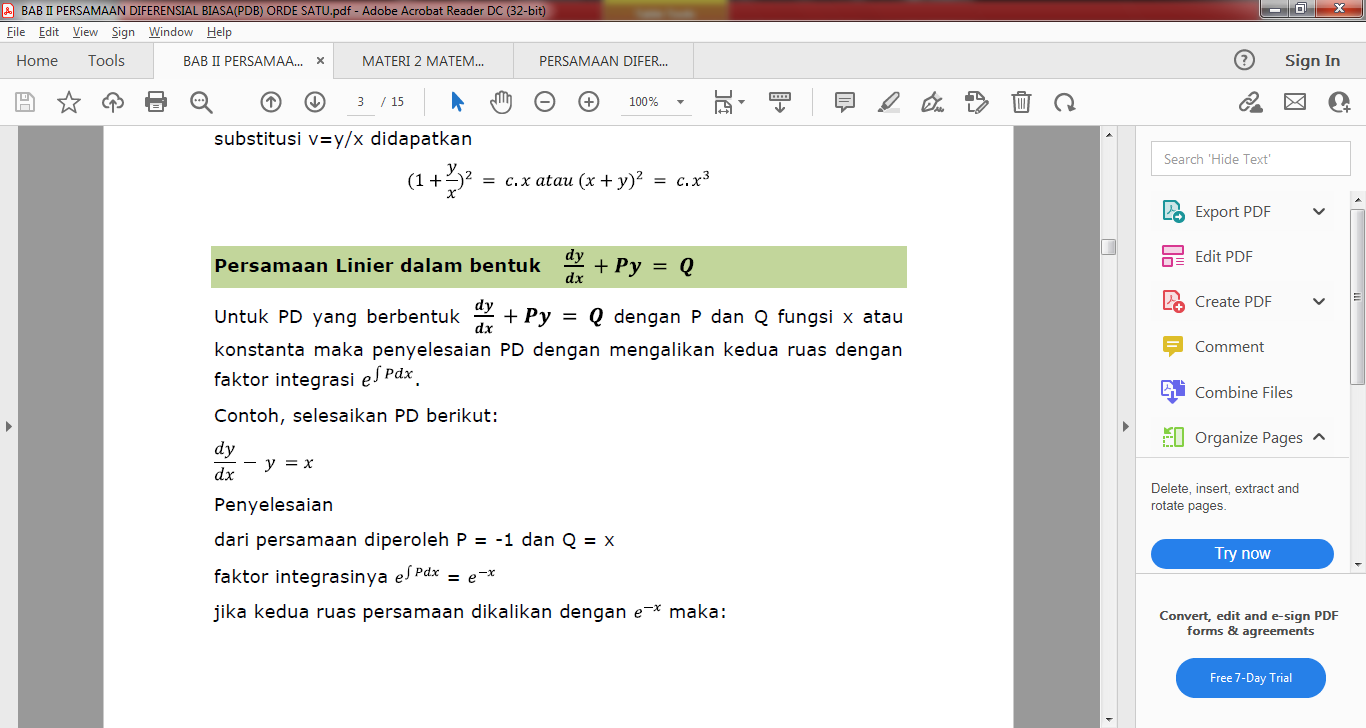 BAB II PERSAMAAN DIFERENSIAL BIASA(PDB) ORDE SATU.pdf - Adobe Acrobat Reader DC (32-bit)
File Edit View Sign Window Help
Home Tools BAB II PERSAMAA... × MATERI 2 MATEM... PERSAMAAN DIFER... ? Sign In
3 / 15 100%
substitusi v=y/x didapatkan
(1 + y/x)² = c.x atau (x + y)² = c.x³
Persamaan Linier dalam bentuk dy/dx + Py = Q
Untuk PD yang berbentuk dy/dx + Py = Q dengan P dan Q fungsi x atau
konstanta maka penyelesaian PD dengan mengalikan kedua ruas dengan
faktor integrasi e^∫ Pdx.
Contoh, selesaikan PD berikut:
dy/dx − y = x
Penyelesaian
dari persamaan diperoleh P = -1 dan Q = x
faktor integrasinya e^∫ Pdx = e^−x
jika kedua ruas persamaan dikalikan dengan e^−x maka:
Search 'Hide Text'
Export PDF
Edit PDF
Create PDF
Comment
Combine Files
Organize Pages
Delete, insert, extract and
rotate pages.
Try now
Convert, edit and e-sign PDF
forms & agreements
Free 7-Day Trial